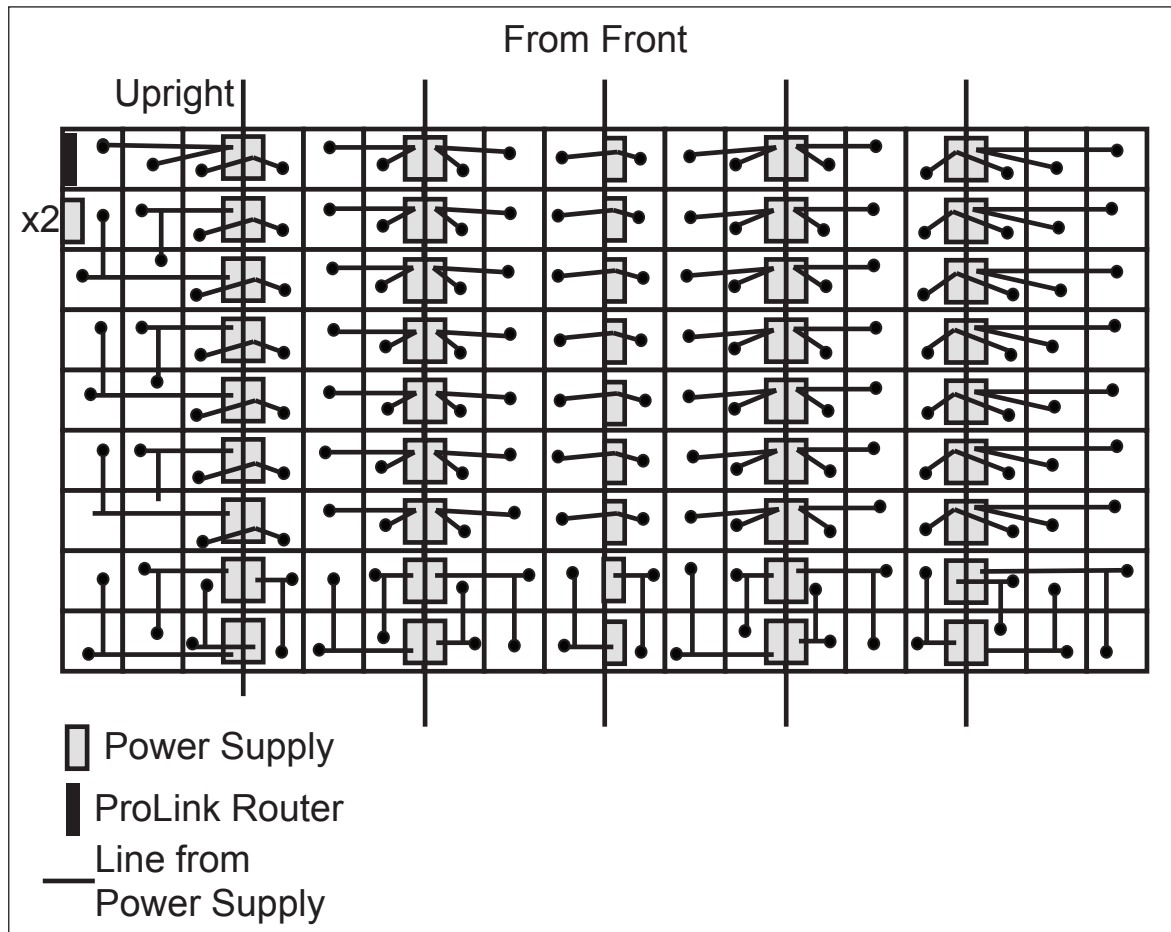 From Front
Upright
x2
Power Supply
ProLink Router
Line from
Power Supply